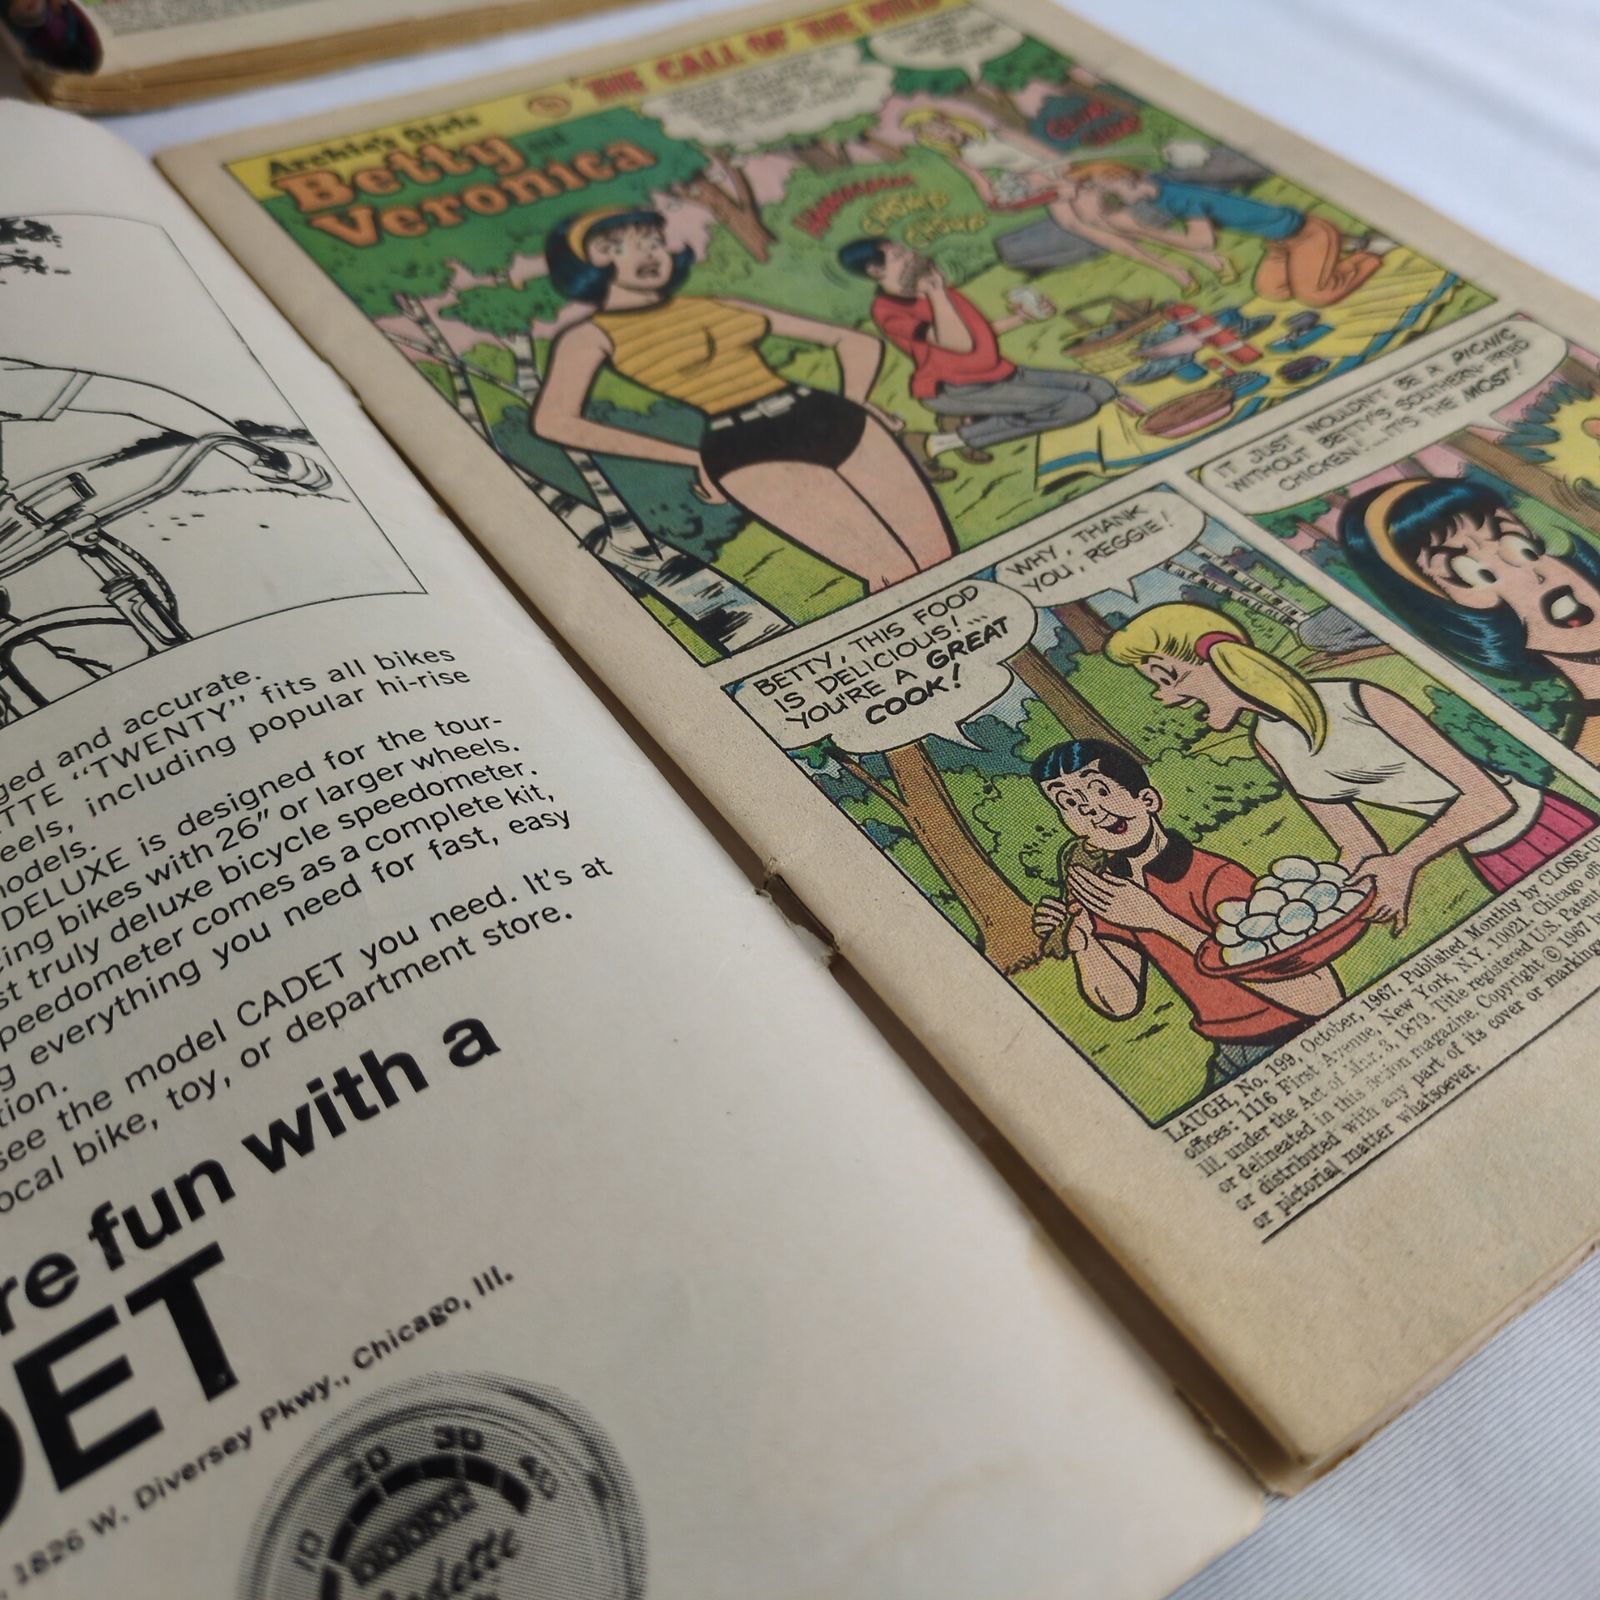 ged and accurate.
ETTE "TWENTY" fits all bikes
eels, including popular hi-rise
models.
DELUXE is designed for the tour-
cing bikes with 26" or larger wheels.
st truly deluxe bicycle speedometer.
speedometer comes as a complete kit,
g everything you need for fast, easy
tion.
see the model CADET you need. It's at
ocal bike, toy, or department store.
re fun with a
DET
, 1826 W. Diversey Pkwy., Chicago, Ill.
10
20
30
THE CALL OF THE WILD
Archie's Girls
Betty and
Veronica
CHOMP
CHOMP
BETTY, THIS FOOD
IS DELICIOUS!...
YOU'RE A GREAT
COOK!
WHY, THANK
YOU, REGGIE!
IT JUST WOULDN'T BE A PICNIC
WITHOUT BETTY'S SOUTHERN-FRIED
CHICKEN!...IT'S THE MOST!
LAUGH, No. 199, October, 1967. Published Monthly by CLOSE-UP
offices: 1116 First Avenue, New York, N.Y. 10021. Chicago offi
Ill. under the Act of Mar. 3, 1879. Title registered U.S. Patent
or delineated in this fiction magazine. Copyright © 1967 b
or distributed with any part of its cover or marking
or pictorial matter whatsoever.